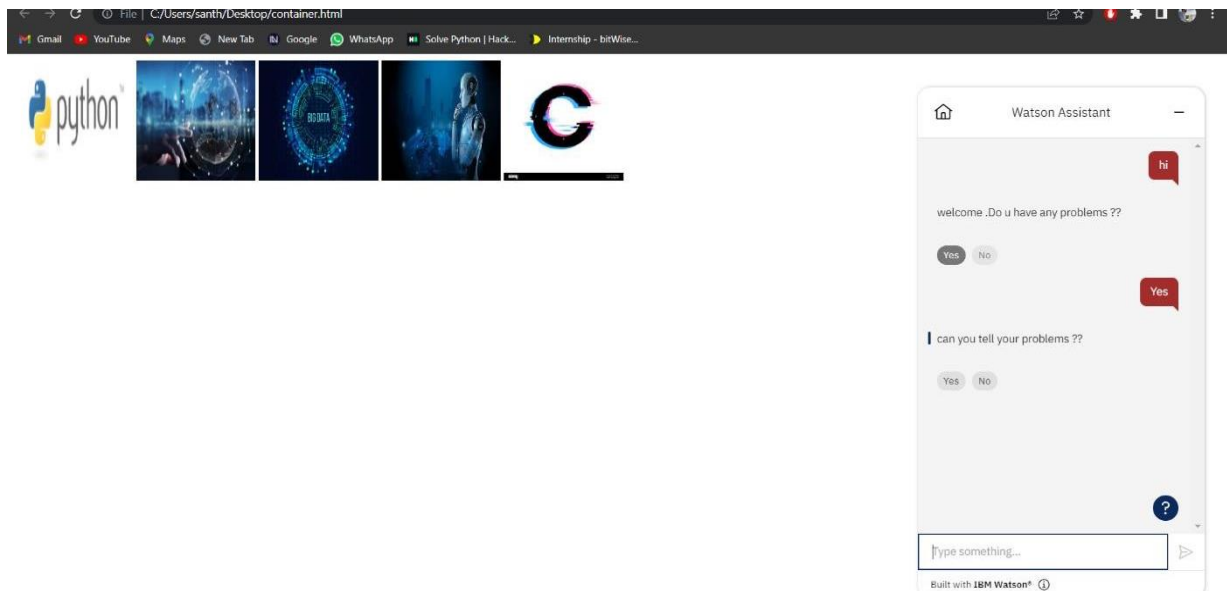 File | C:/Users/santh/Desktop/container.html
Gmail YouTube Maps New Tab Google WhatsApp Solve Python | Hack... Internship - bitWise...
python
BIG DATA
Watson Assistant
hi
welcome .Do u have any problems ??
Yes No
Yes
can you tell your problems ??
Yes No
?
Type something...
Built with IBM Watson®